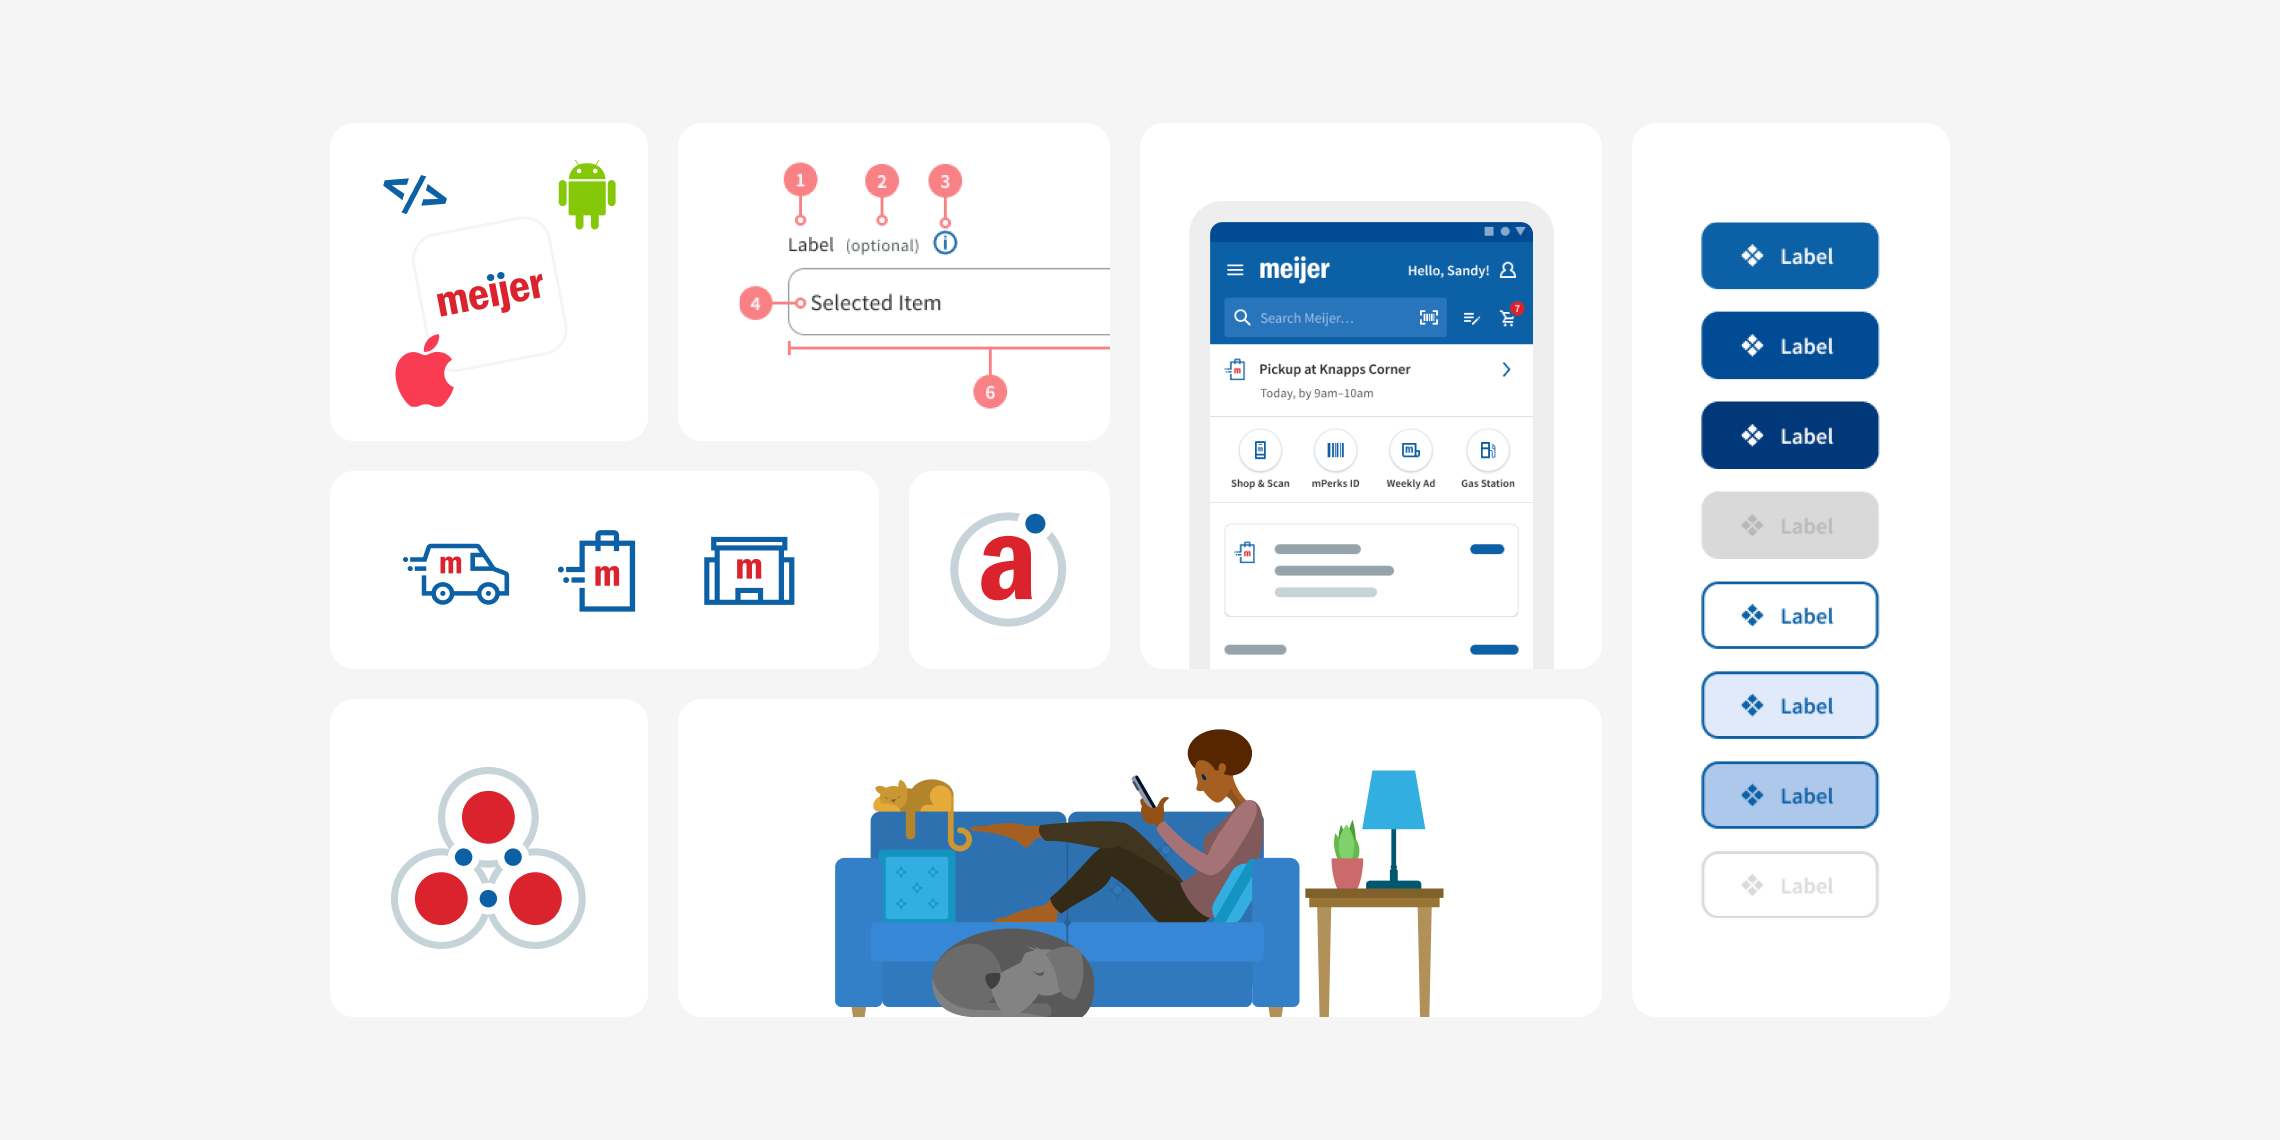 </>
meijer
1
2
3
Label (optional) i
4
Selected Item
6
m
m
m
a
meijer
Hello, Sandy!
Search Meijer...
7
m
Pickup at Knapps Corner
Today, by 9am–10am
m
Shop & Scan
mPerks ID
Weekly Ad
Gas Station
m
Label
Label
Label
Label
Label
Label
Label
Label